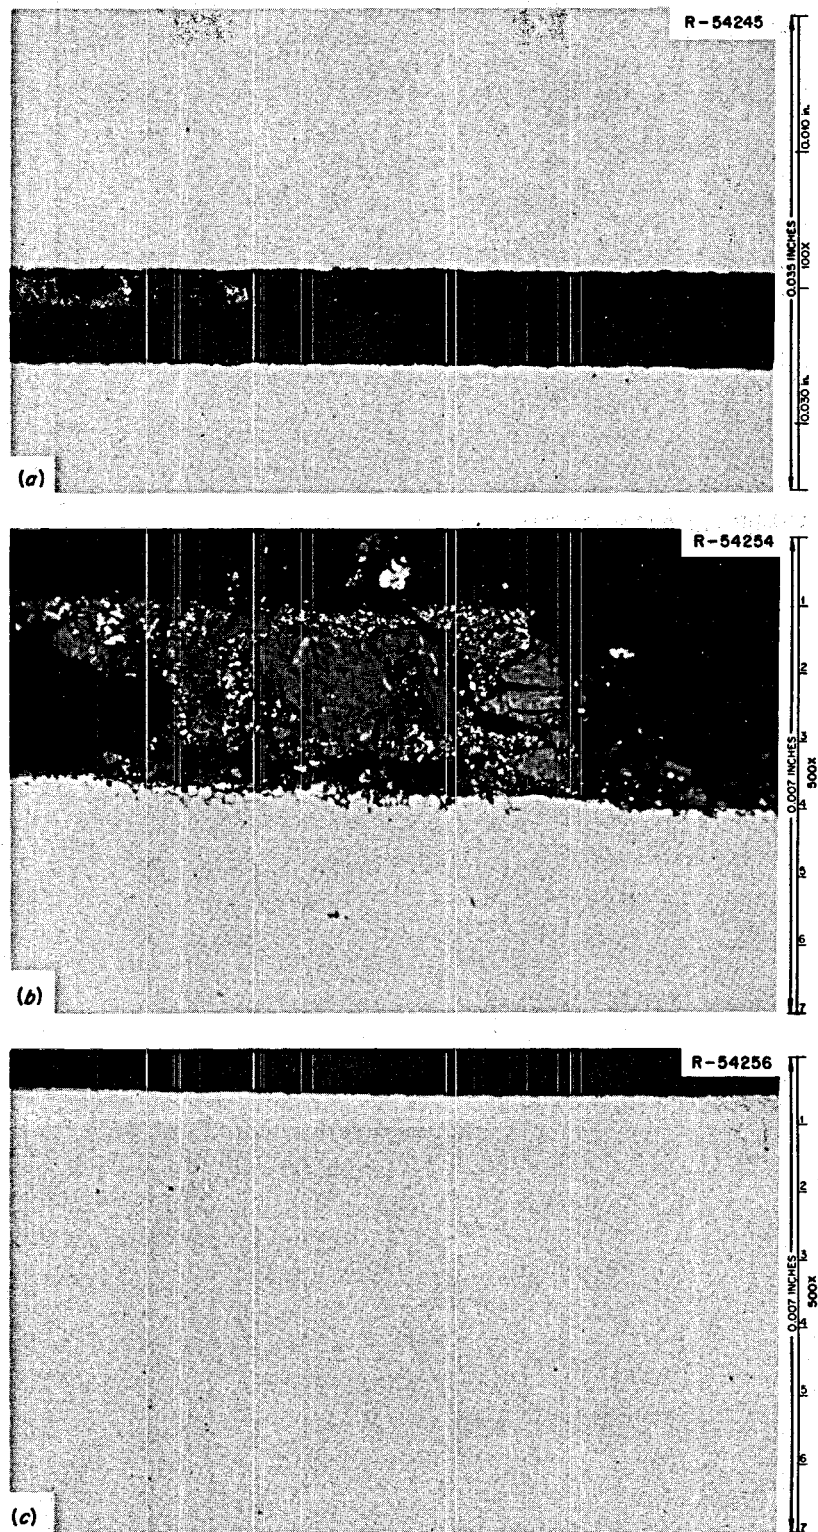 R-54245
0.010 in.
0.035 INCHES
100X
0.030 in.
(a)
R-54254
1
2
3
0.007 INCHES
500X
4
5
6
7
(b)
R-54256
1
2
3
0.007 INCHES
500X
4
5
6
7
(c)